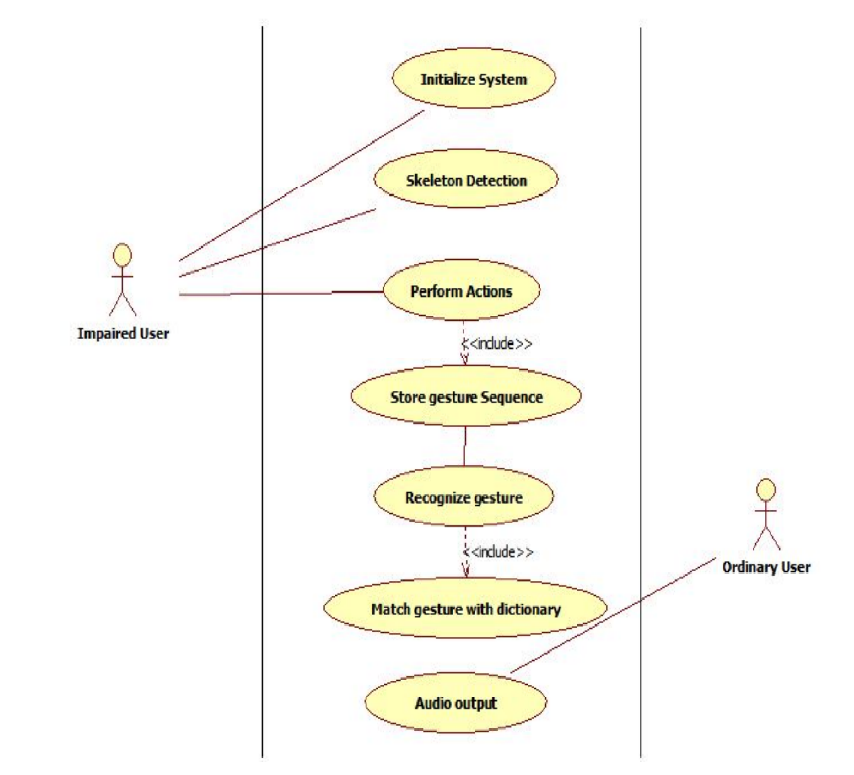 Initialize System
Skeleton Detection
Perform Actions
Impaired User
<<include>>
Store gesture Sequence
Recognize gesture
<<include>>
Ordinary User
Match gesture with dictionary
Audio output